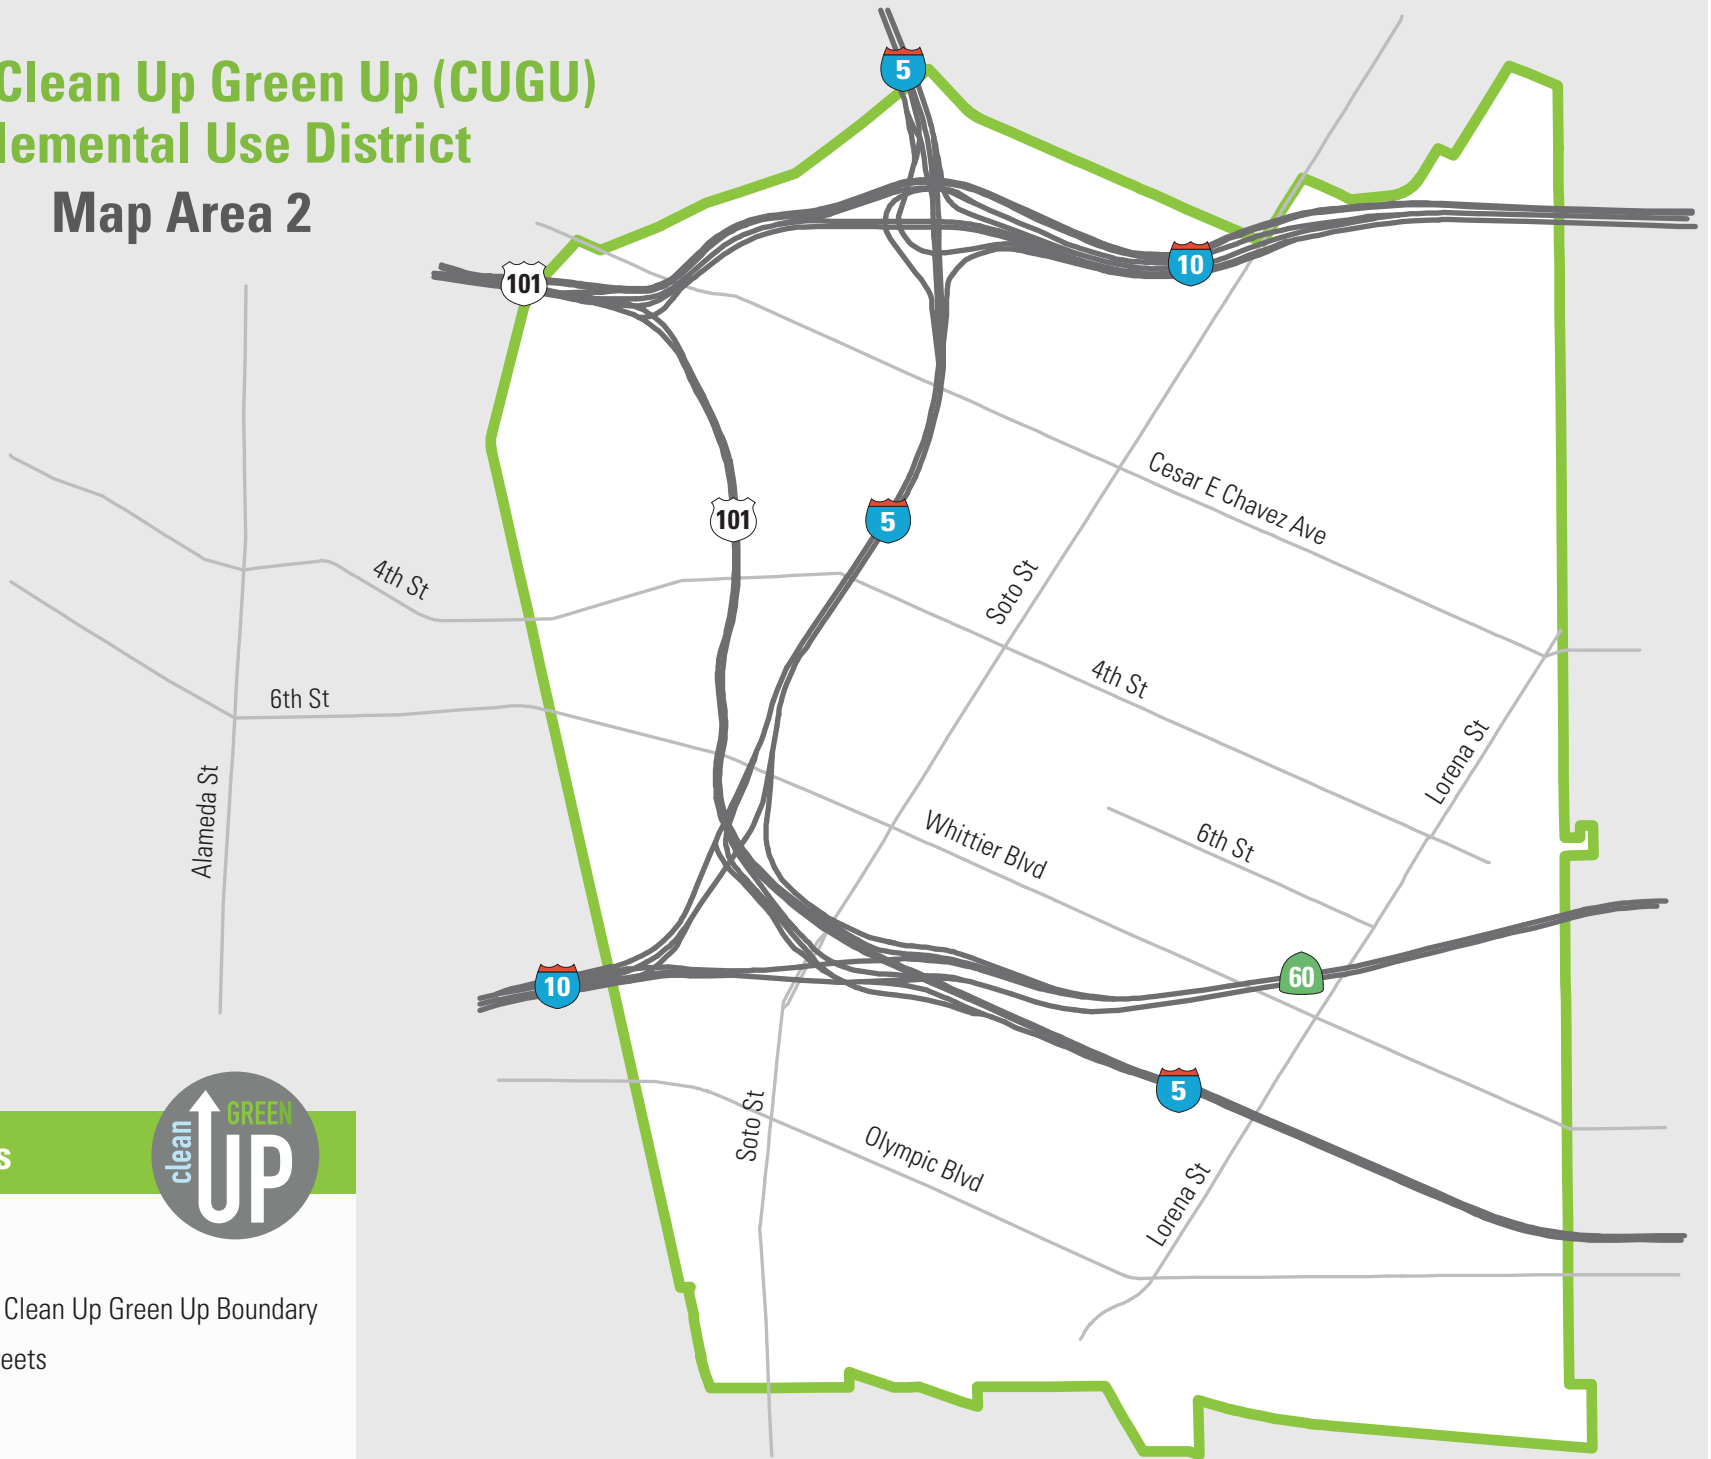 Clean Up Green Up (CUGU)
lemental Use District
Map Area 2
5
101
10
Cesar E Chavez Ave
101
5
4th St
Soto St
4th St
6th St
Lorena St
Alameda St
Whittier Blvd
6th St
10
60
5
Soto St
Olympic Blvd
Lorena St
clean
GREEN
UP
s
Clean Up Green Up Boundary
eets